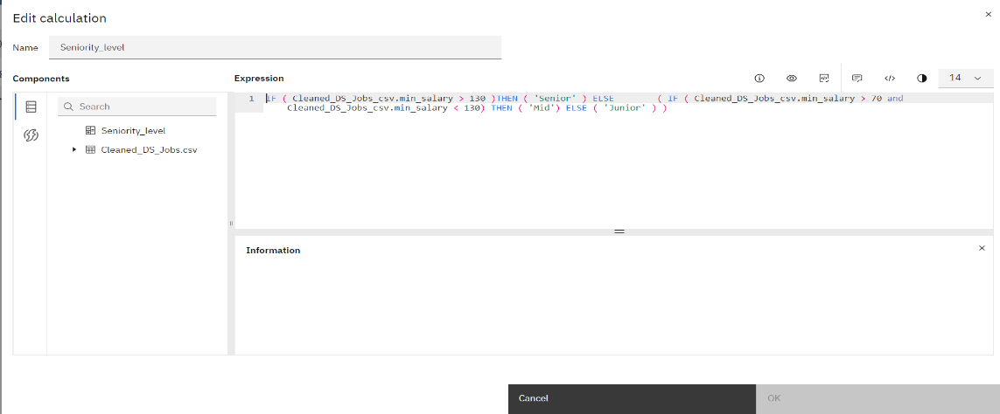 Edit calculation
Name
Seniority_level
Components
Expression
14
1
IF ( Cleaned_DS_Jobs_csv.min_salary > 130 )THEN ( 'Senior' ) ELSE ( IF ( Cleaned_DS_Jobs_csv.min_salary > 70 and
Cleaned_DS_Jobs_csv.min_salary < 130) THEN ( 'Mid') ELSE ( 'Junior' ) )
Search
Seniority_level
Cleaned_DS_Jobs.csv
Information
Cancel
OK